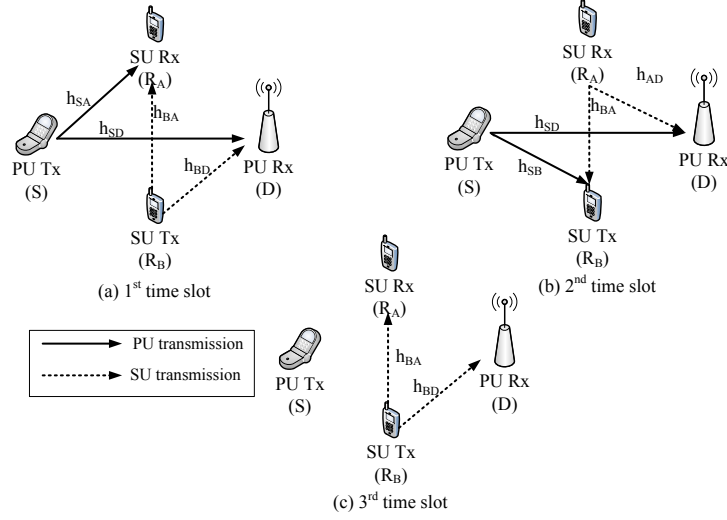 SU Rx
(R_A)
h_SA
h_BA
h_SD
PU Tx
(S)
h_BD
PU Rx
(D)
SU Tx
(R_B)
(a) 1st time slot
SU Rx
(R_A)
h_AD
h_BA
h_SD
PU Tx
(S)
h_SB
PU Rx
(D)
SU Tx
(R_B)
(b) 2nd time slot
PU transmission
SU transmission
SU Rx
(R_A)
PU Tx
(S)
h_BA
h_BD
PU Rx
(D)
SU Tx
(R_B)
(c) 3rd time slot